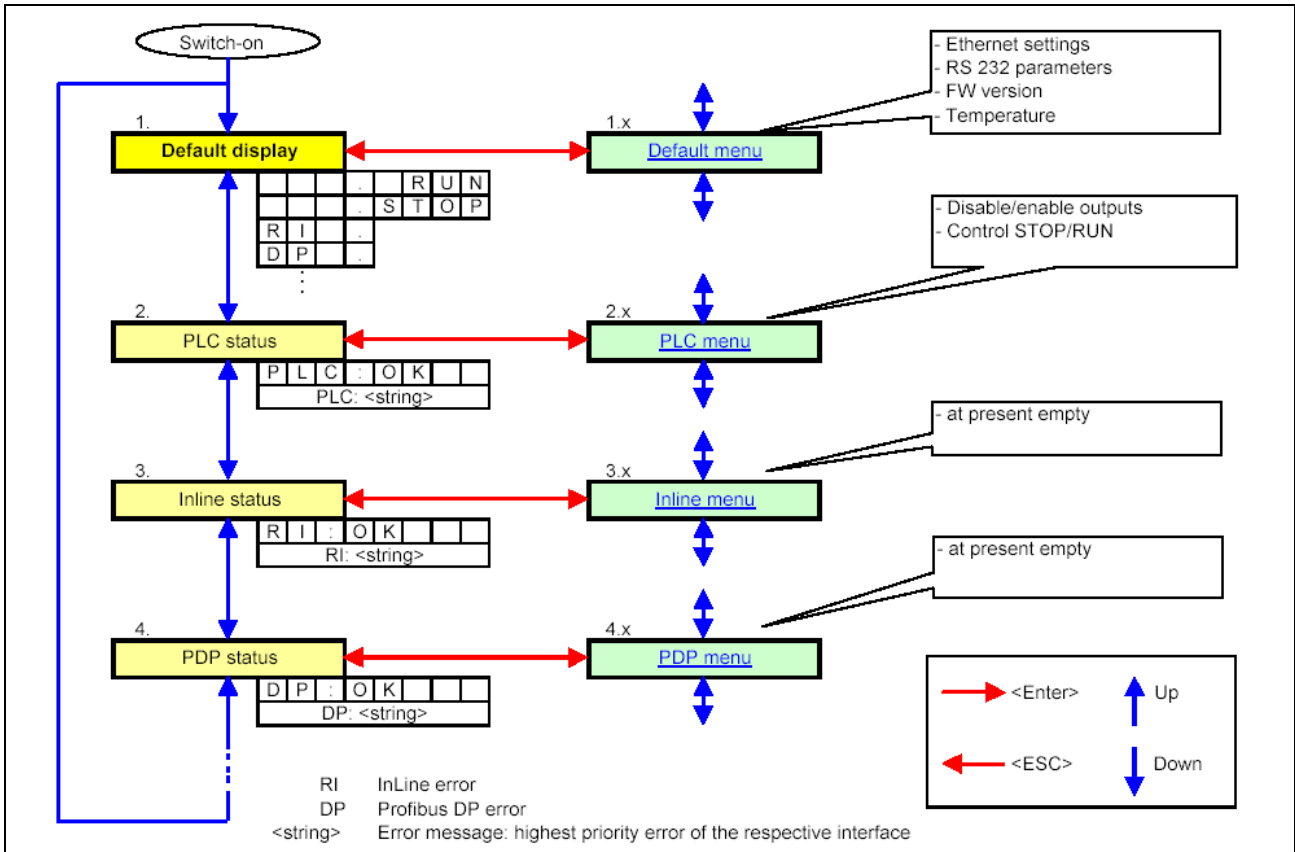 Switch-on
- Ethernet settings
- RS 232 parameters
- FW version
- Temperature
1.
Default display
1.x
Default menu
. R U N
. S T O P
R I .
D P .
- Disable/enable outputs
- Control STOP/RUN
2.
PLC status
2.x
PLC menu
P L C : O K
PLC: <string>
- at present empty
3.
Inline status
3.x
Inline menu
R I : O K
RI: <string>
- at present empty
4.
PDP status
4.x
PDP menu
D P : O K
DP: <string>
<Enter>
Up
<ESC>
Down
RI InLine error
DP Profibus DP error
<string> Error message: highest priority error of the respective interface